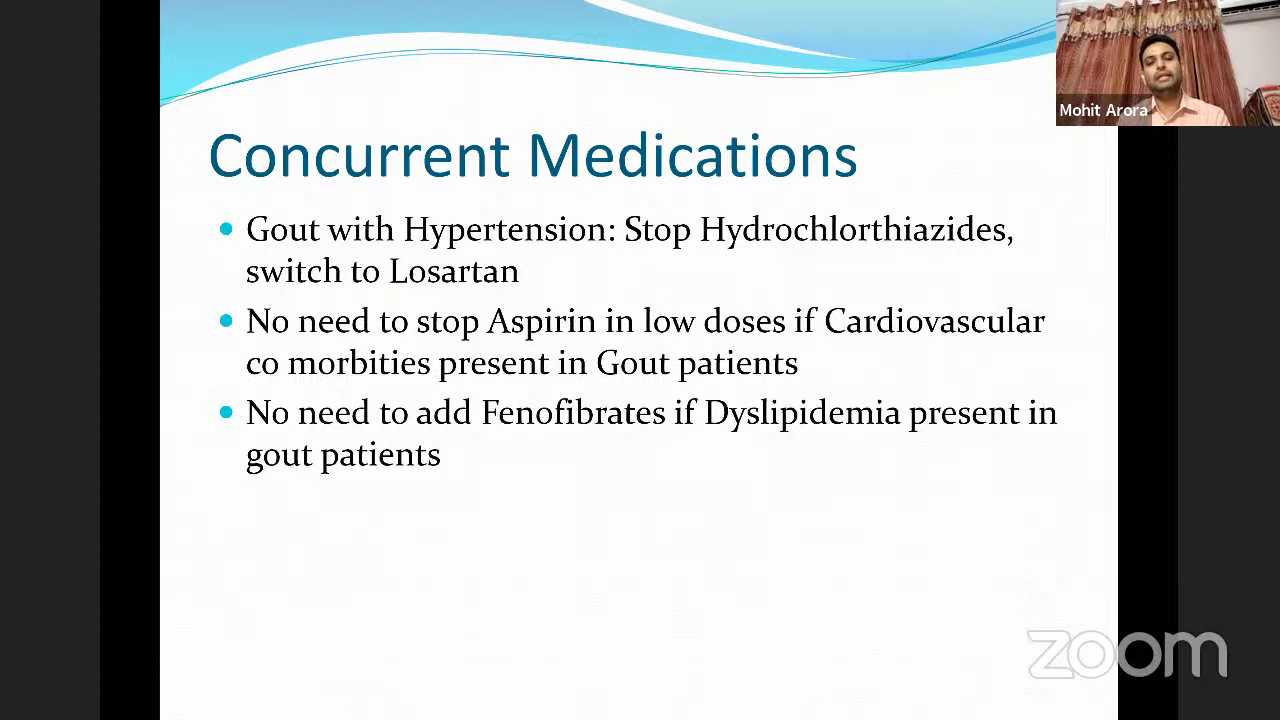 Mohit Arora
Concurrent Medications
• Gout with Hypertension: Stop Hydrochlorthiazides,
switch to Losartan
• No need to stop Aspirin in low doses if Cardiovascular
co morbities present in Gout patients
• No need to add Fenofibrates if Dyslipidemia present in
gout patients
zoom